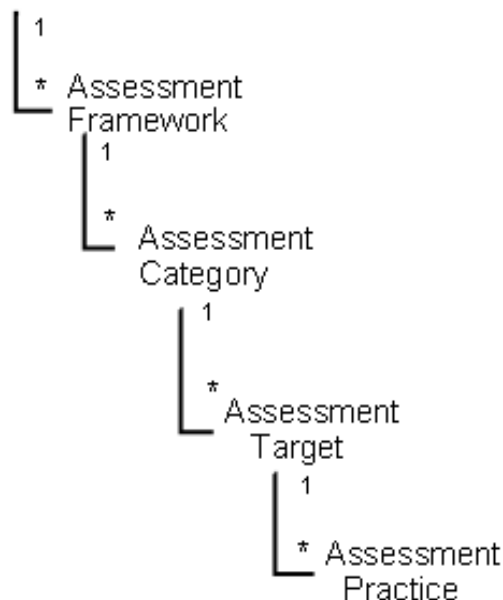 1
* Assessment
Framework
1
*
Assessment
Category
1
*
Assessment
Target
1
* Assessment
Practice